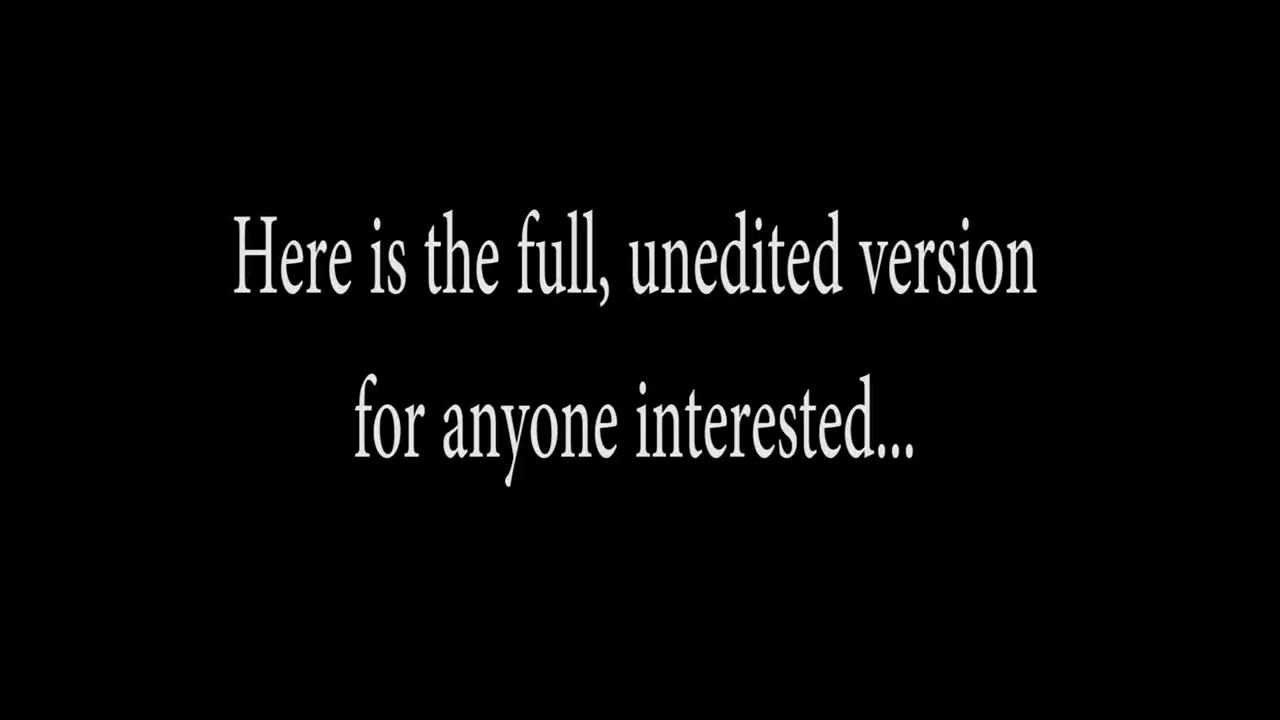 Here is the full, unedited version
for anyone interested...